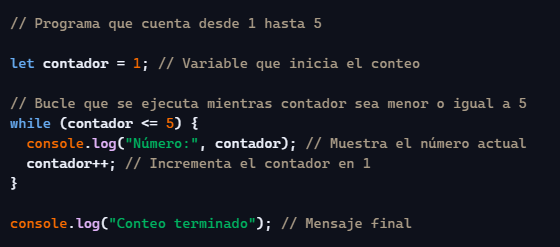 // Programa que cuenta desde 1 hasta 5
let contador = 1; // Variable que inicia el conteo
// Bucle que se ejecuta mientras contador sea menor o igual a 5
while (contador <= 5) {
  console.log("Número:", contador); // Muestra el número actual
  contador++; // Incrementa el contador en 1
}
console.log("Conteo terminado"); // Mensaje final